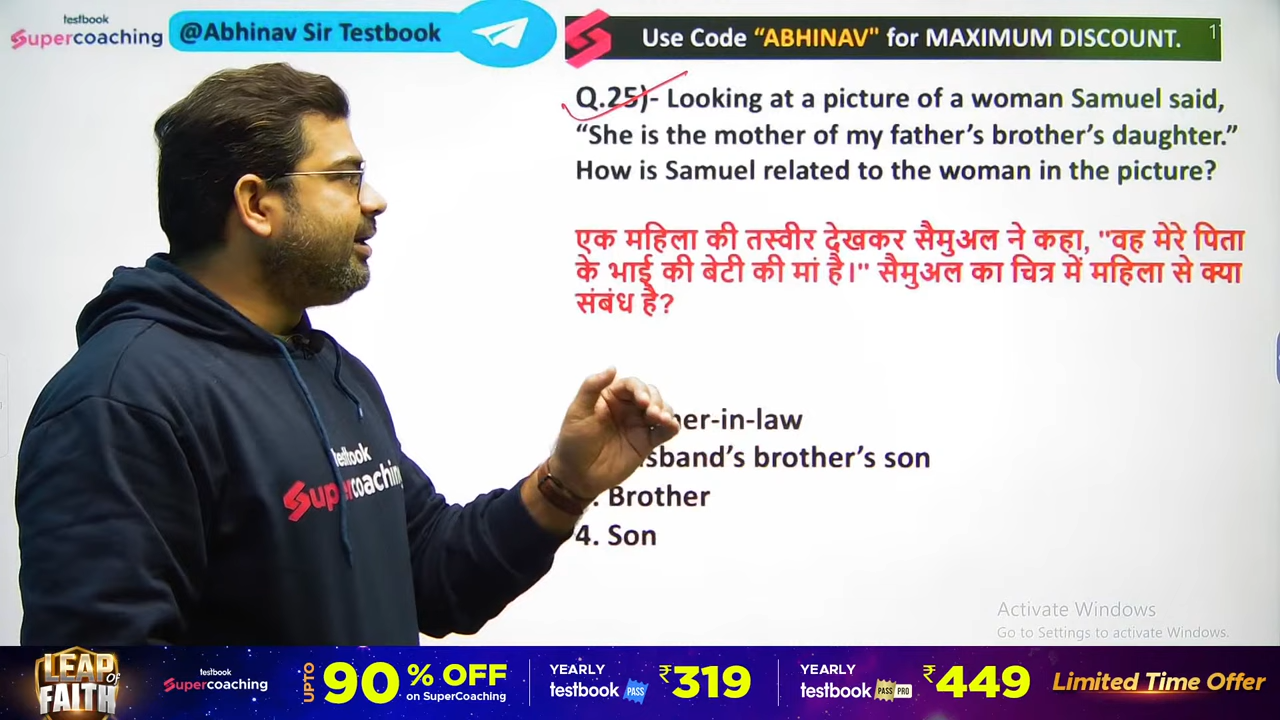 testbook
Supercoaching
@Abhinav Sir Testbook
Use Code “ABHINAV" for MAXIMUM DISCOUNT.
Q.25)- Looking at a picture of a woman Samuel said,
“She is the mother of my father’s brother’s daughter.”
How is Samuel related to the woman in the picture?
एक महिला की तस्वीर देखकर सैमुअल ने कहा, "वह मेरे पिता
के भाई की बेटी की मां है।" सैमुअल का चित्र में महिला से क्या
संबंध है?
-in-law
brother’s son
Brother
4. Son
testbook
Supercoaching
Activate Windows
Go to Settings to activate Windows.
LEAP OF FAITH
testbook
Supercoaching
UPTO 90% OFF
on SuperCoaching
YEARLY
testbook PASS
₹319
YEARLY
testbook PASS PRO
₹449
Limited Time Offer